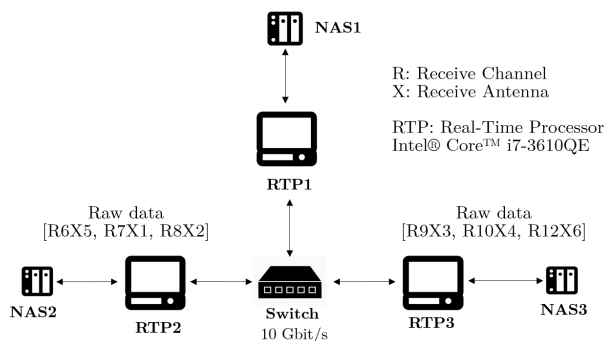 NAS1
R: Receive Channel
X: Receive Antenna
RTP: Real-Time Processor
Intel® Core™ i7-3610QE
RTP1
Raw data
[R6X5, R7X1, R8X2]
Raw data
[R9X3, R10X4, R12X6]
NAS2
RTP2
Switch
10 Gbit/s
RTP3
NAS3